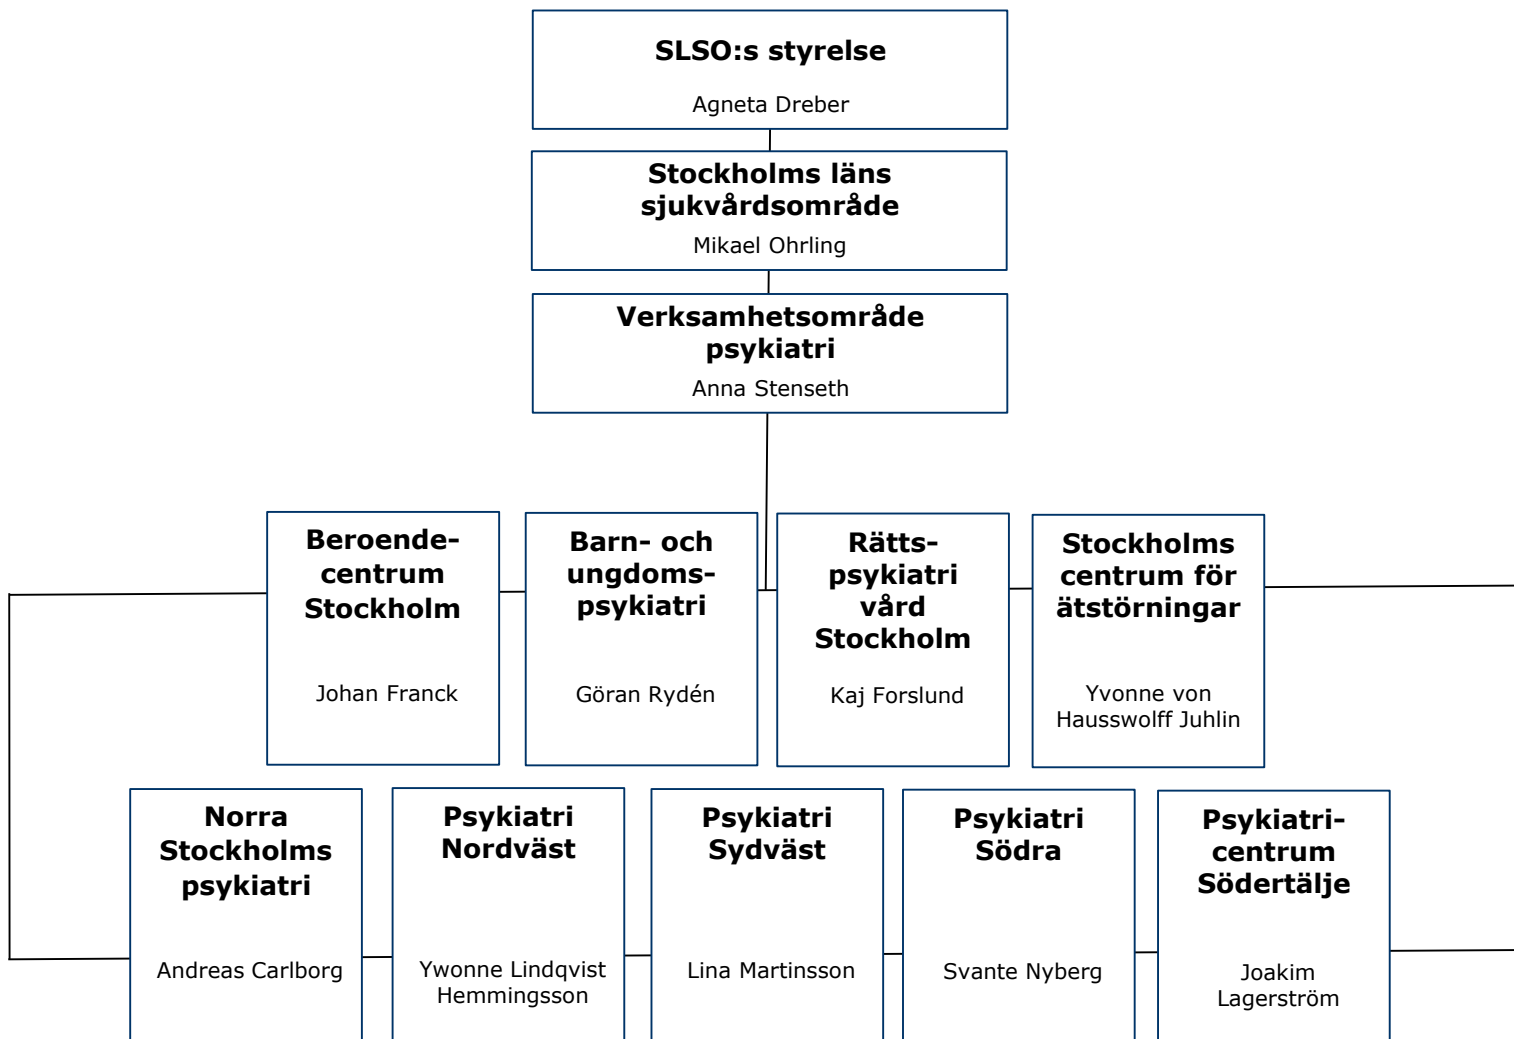 SLSO:s styrelse
Agneta Dreber
Stockholms läns
sjukvårdsområde
Mikael Ohrling
Verksamhetsområde
psykiatri
Anna Stenseth
Beroende-
centrum
Stockholm
Johan Franck
Barn- och
ungdoms-
psykiatri
Göran Rydén
Rätts-
psykiatri
vård
Stockholm
Kaj Forslund
Stockholms
centrum för
ätstörningar
Yvonne von
Hausswolff Juhlin
Norra
Stockholms
psykiatri
Andreas Carlborg
Psykiatri
Nordväst
Ywonne Lindqvist
Hemmingsson
Psykiatri
Sydväst
Lina Martinsson
Psykiatri
Södra
Svante Nyberg
Psykiatri-
centrum
Södertälje
Joakim
Lagerström